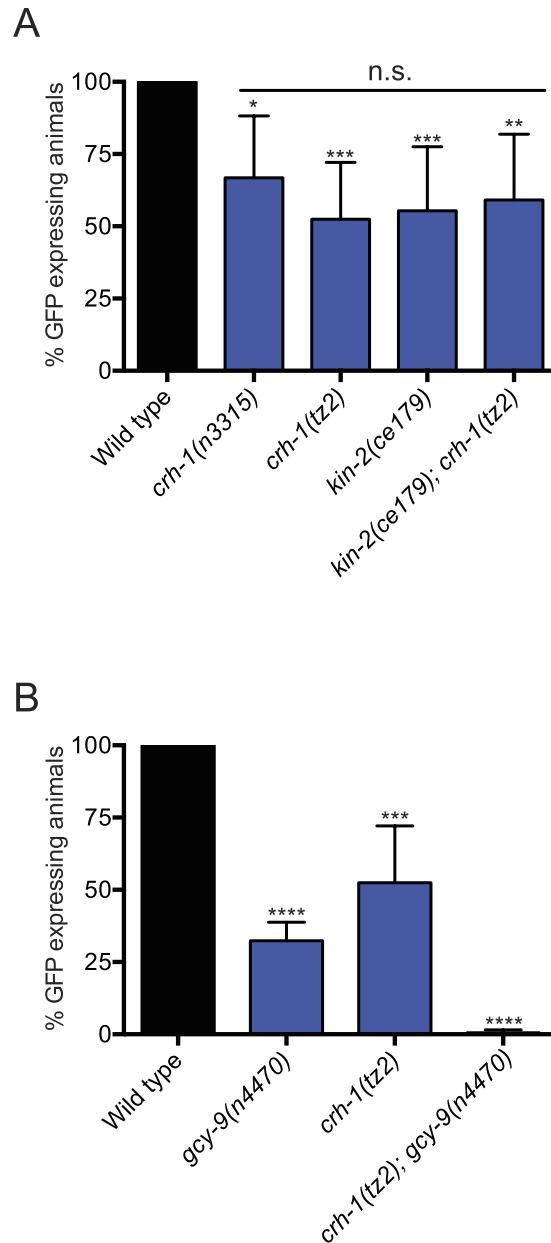 A
n.s.
% GFP expressing animals
100
75
50
25
0
*
***
***
**
Wild type
crh-1(n3315)
crh-1(tz2)
kin-2(ce179)
kin-2(ce179); crh-1(tz2)
B
% GFP expressing animals
100
75
50
25
0
****
***
****
Wild type
gcy-9(n4470)
crh-1(tz2)
crh-1(tz2); gcy-9(n4470)